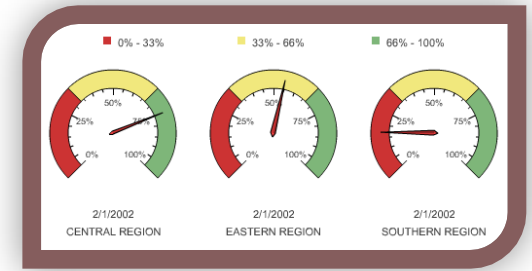 0% - 33% 33% - 66% 66% - 100%
50% 50% 50%
25% 75% 25% 75% 25% 75%
0% 100% 0% 100% 0% 100%
2/1/2002 2/1/2002 2/1/2002
CENTRAL REGION EASTERN REGION SOUTHERN REGION